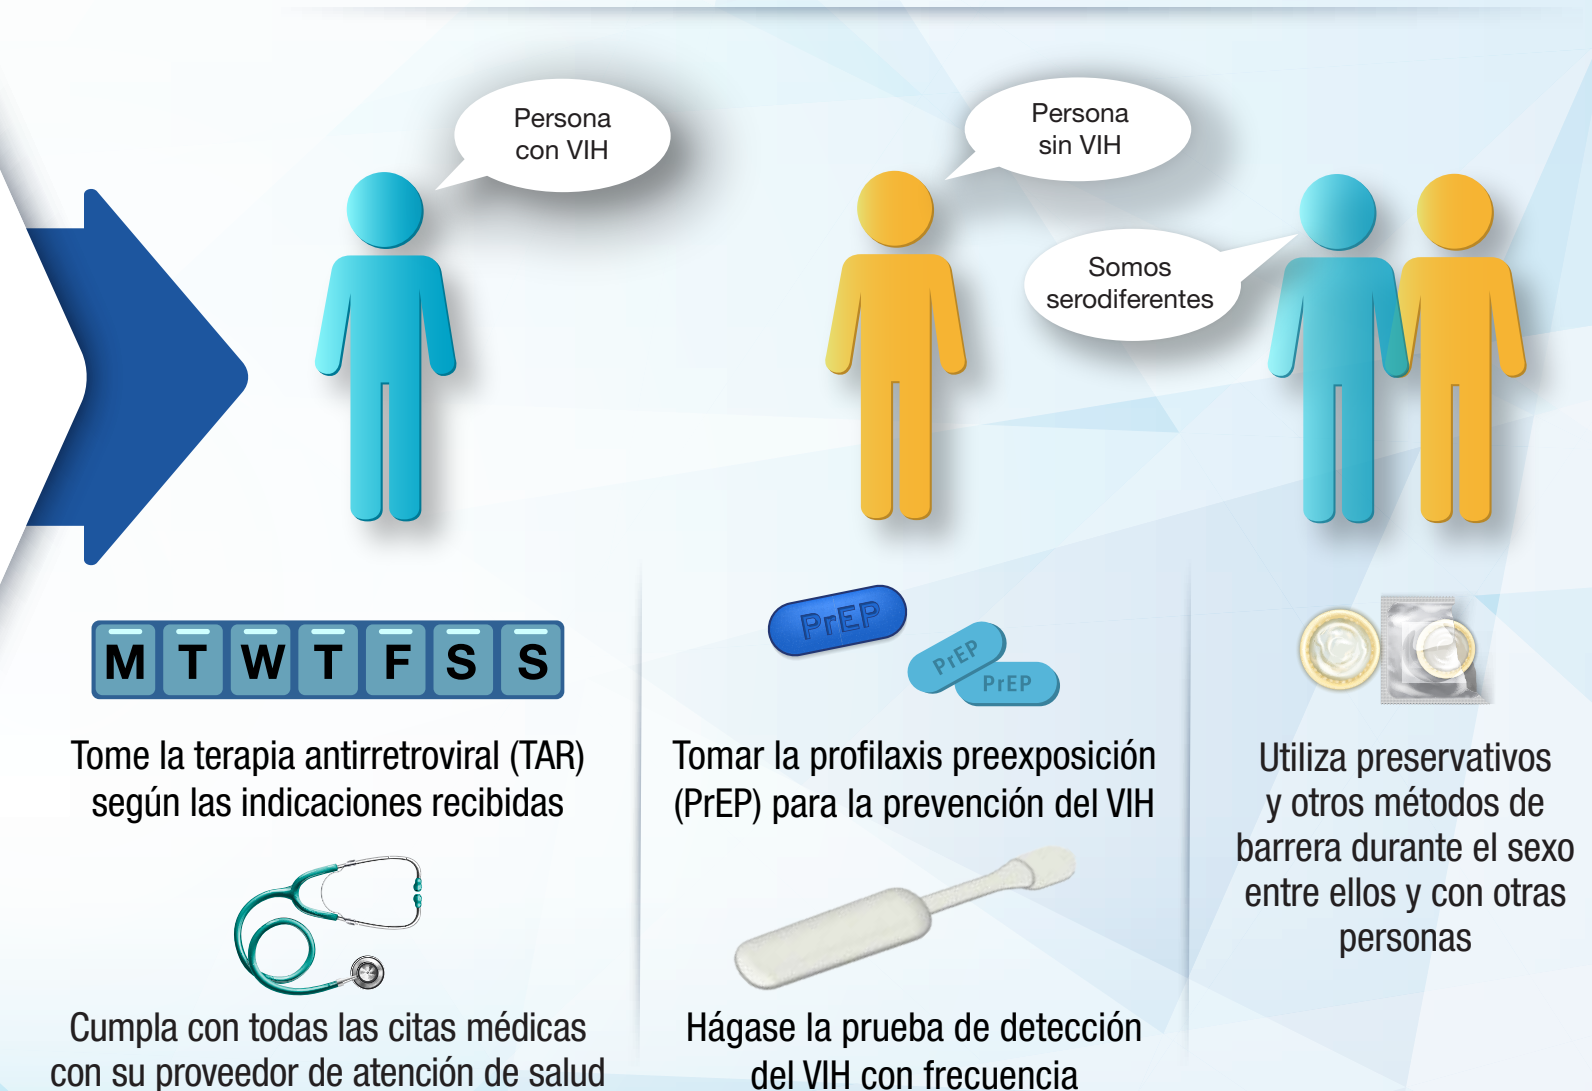 Persona
con VIH
Persona
sin VIH
Somos
serodiferentes
M T W T F S S
Tome la terapia antirretroviral (TAR)
según las indicaciones recibidas
Cumpla con todas las citas médicas
con su proveedor de atención de salud
PrEP
PrEP
PrEP
Tomar la profilaxis preexposición
(PrEP) para la prevención del VIH
Hágase la prueba de detección
del VIH con frecuencia
Utiliza preservativos
y otros métodos de
barrera durante el sexo
entre ellos y con otras
personas